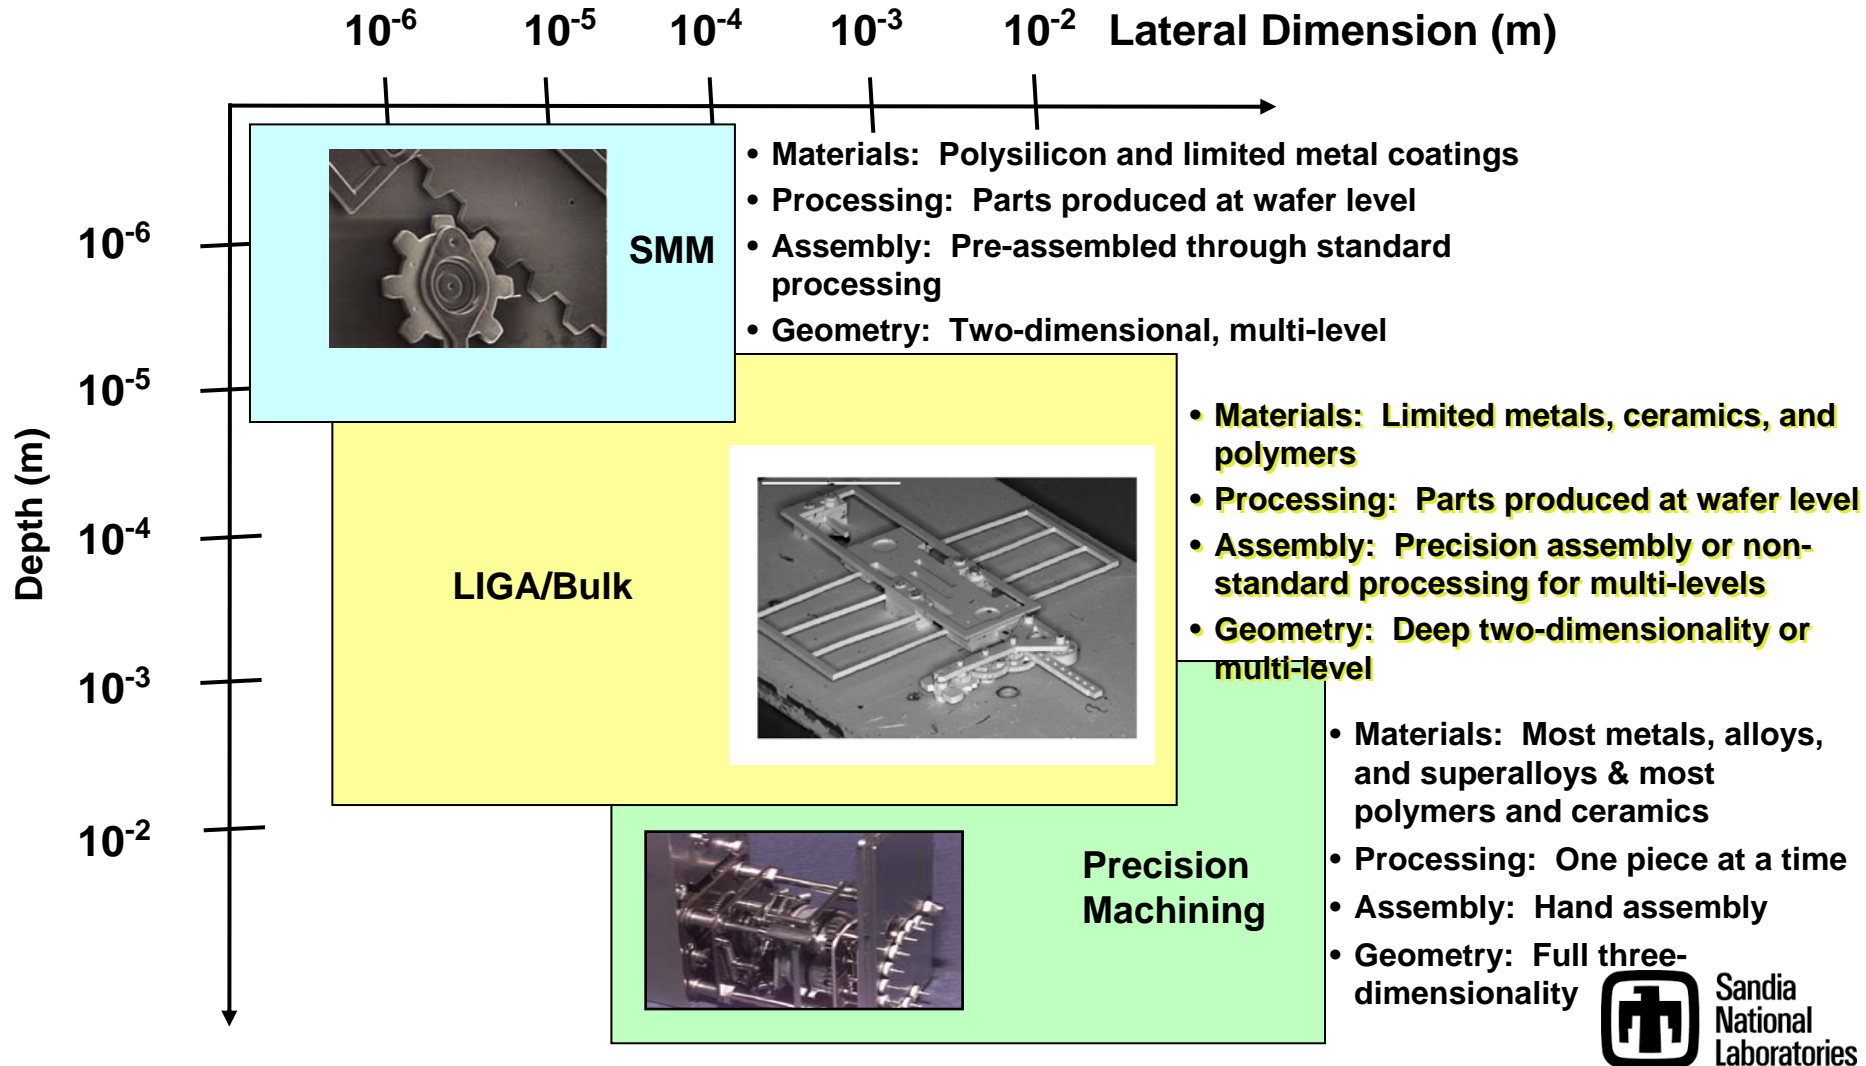 10-6 10-5 10-4 10-3 10-2 Lateral Dimension (m)
• Materials: Polysilicon and limited metal coatings
• Processing: Parts produced at wafer level
• Assembly: Pre-assembled through standard
processing
• Geometry: Two-dimensional, multi-level
SMM
10-6
10-5
10-4
10-3
10-2
Depth (m)
LIGA/Bulk
• Materials: Limited metals, ceramics, and
polymers
• Processing: Parts produced at wafer level
• Assembly: Precision assembly or non-
standard processing for multi-levels
• Geometry: Deep two-dimensionality or
multi-level
Precision
Machining
• Materials: Most metals, alloys,
and superalloys & most
polymers and ceramics
• Processing: One piece at a time
• Assembly: Hand assembly
• Geometry: Full three-
dimensionality
Sandia
National
Laboratories